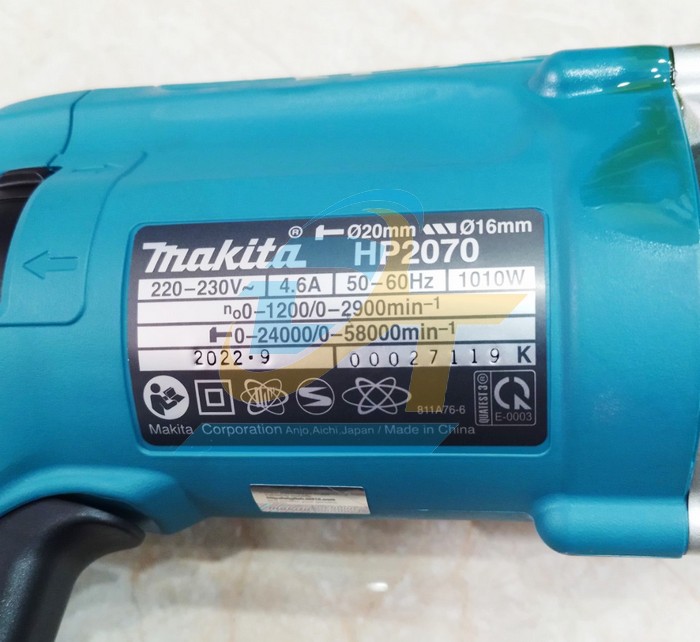 Ø20mm Ø16mm
makita® HP2070
220-230V~ 4.6A 50-60Hz 1010W
n₀0-1200/0-2900min⁻¹
0-24000/0-58000min⁻¹
2022.9 00027119 K
B11A76-6
QUATEST 3®
E-0003
Makita Corporation Anjo, Aichi, Japan / Made in China